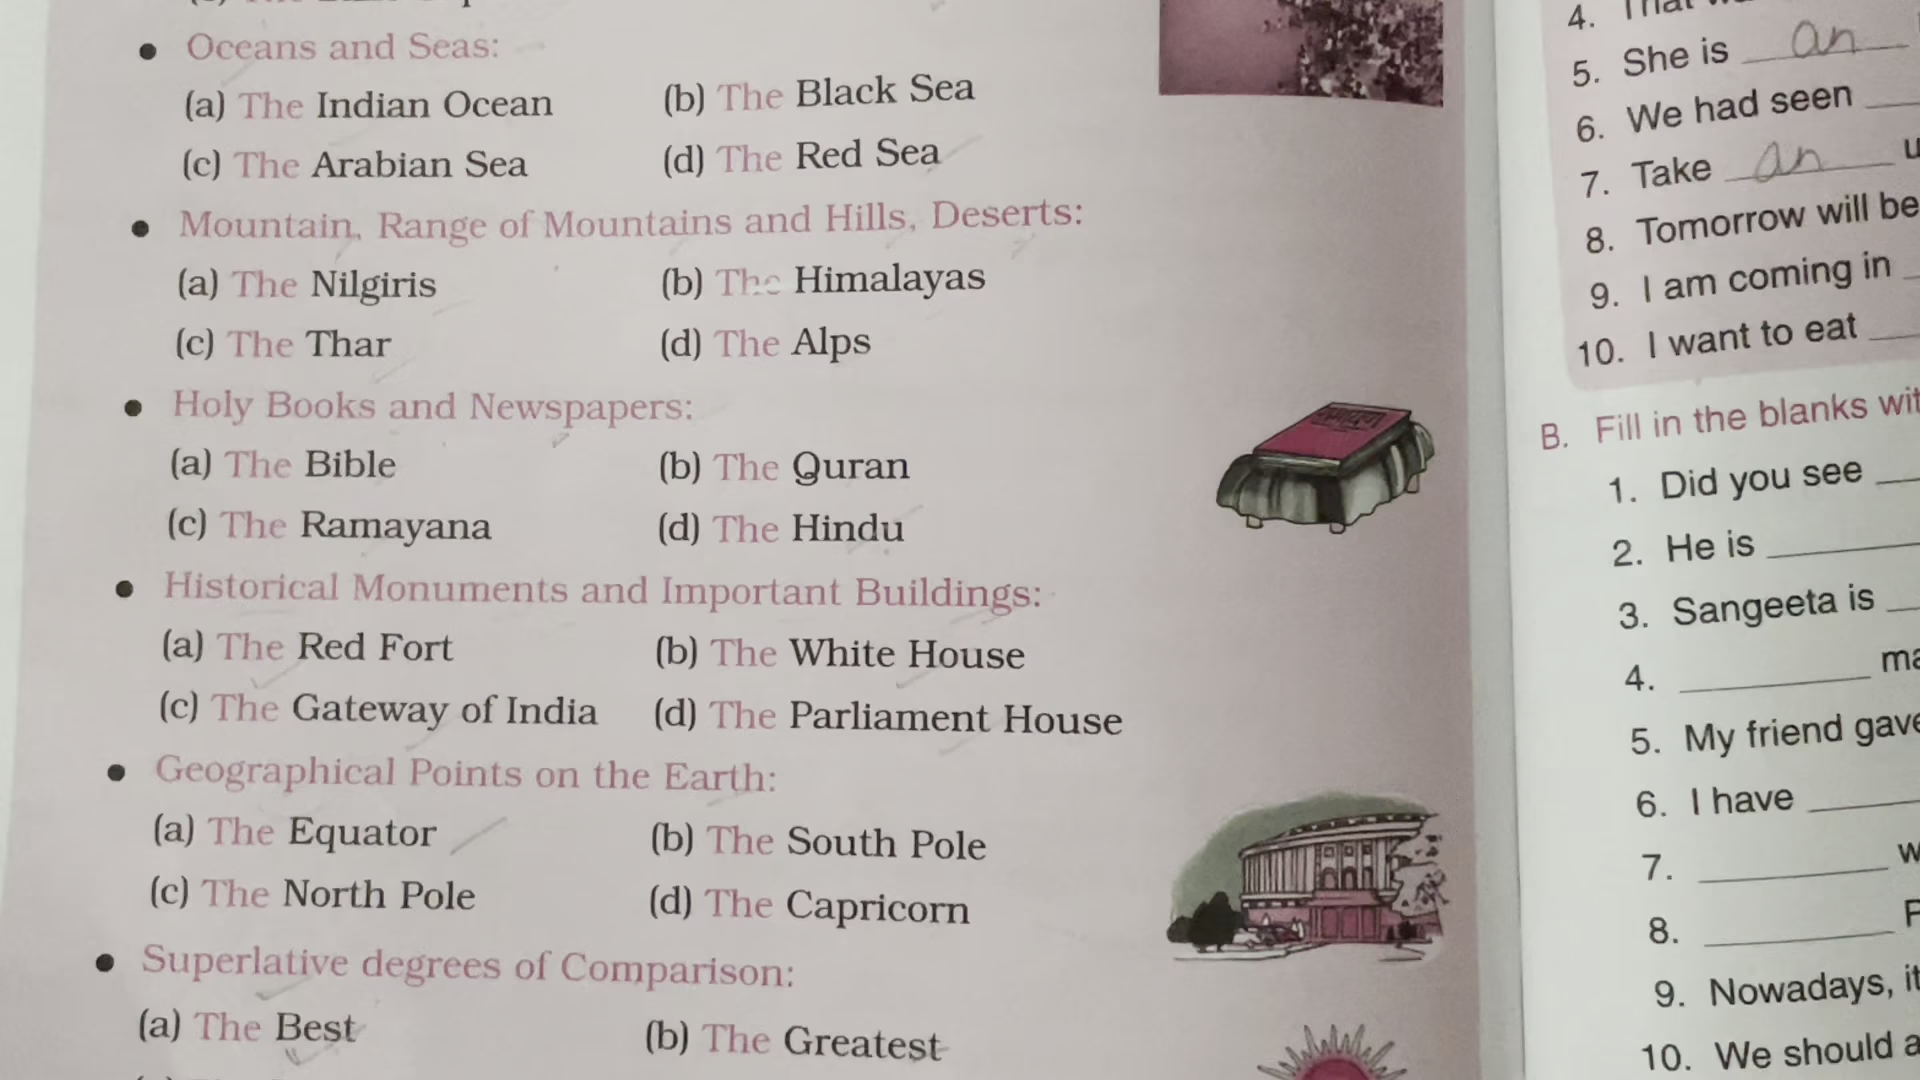 Oceans and Seas:
(a) The Indian Ocean (b) The Black Sea
(c) The Arabian Sea (d) The Red Sea
Mountain, Range of Mountains and Hills, Deserts:
(a) The Nilgiris (b) The Himalayas
(c) The Thar (d) The Alps
Holy Books and Newspapers:
(a) The Bible (b) The Quran
(c) The Ramayana (d) The Hindu
Historical Monuments and Important Buildings:
(a) The Red Fort (b) The White House
(c) The Gateway of India (d) The Parliament House
Geographical Points on the Earth:
(a) The Equator (b) The South Pole
(c) The North Pole (d) The Capricorn
Superlative degrees of Comparison:
(a) The Best (b) The Greatest
4. That
5. She is an
6. We had seen
7. Take an u
8. Tomorrow will be
9. I am coming in
10. I want to eat
B. Fill in the blanks wit
1. Did you see
2. He is
3. Sangeeta is
4. ma
5. My friend gave
6. I have
7. w
8.
9. Nowadays, it
10. We should a